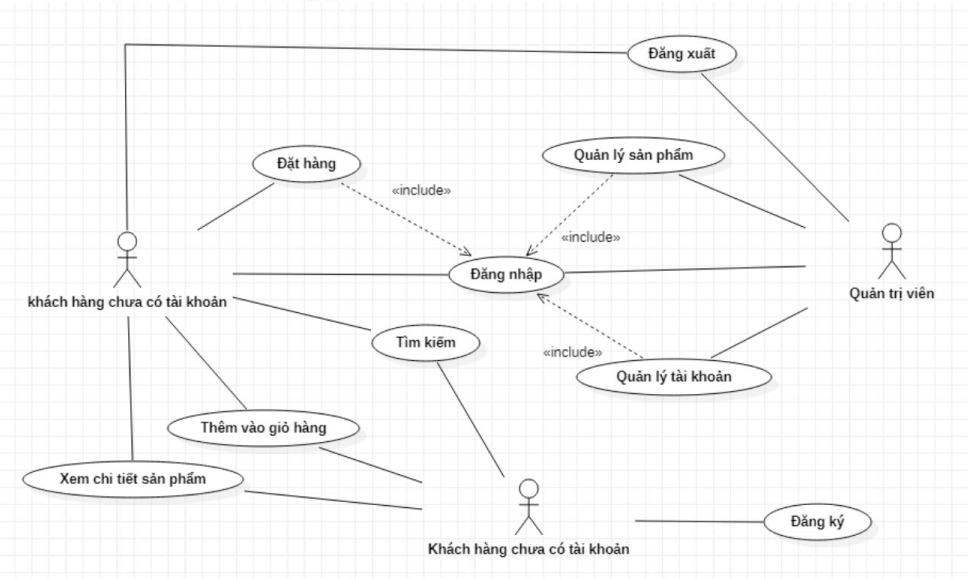 Đăng xuất
Đặt hàng
Quản lý sản phẩm
«include»
«include»
Đăng nhập
khách hàng chưa có tài khoản
Quản trị viên
Tìm kiếm
«include»
Quản lý tài khoản
Thêm vào giỏ hàng
Xem chi tiết sản phẩm
Khách hàng chưa có tài khoản
Đăng ký